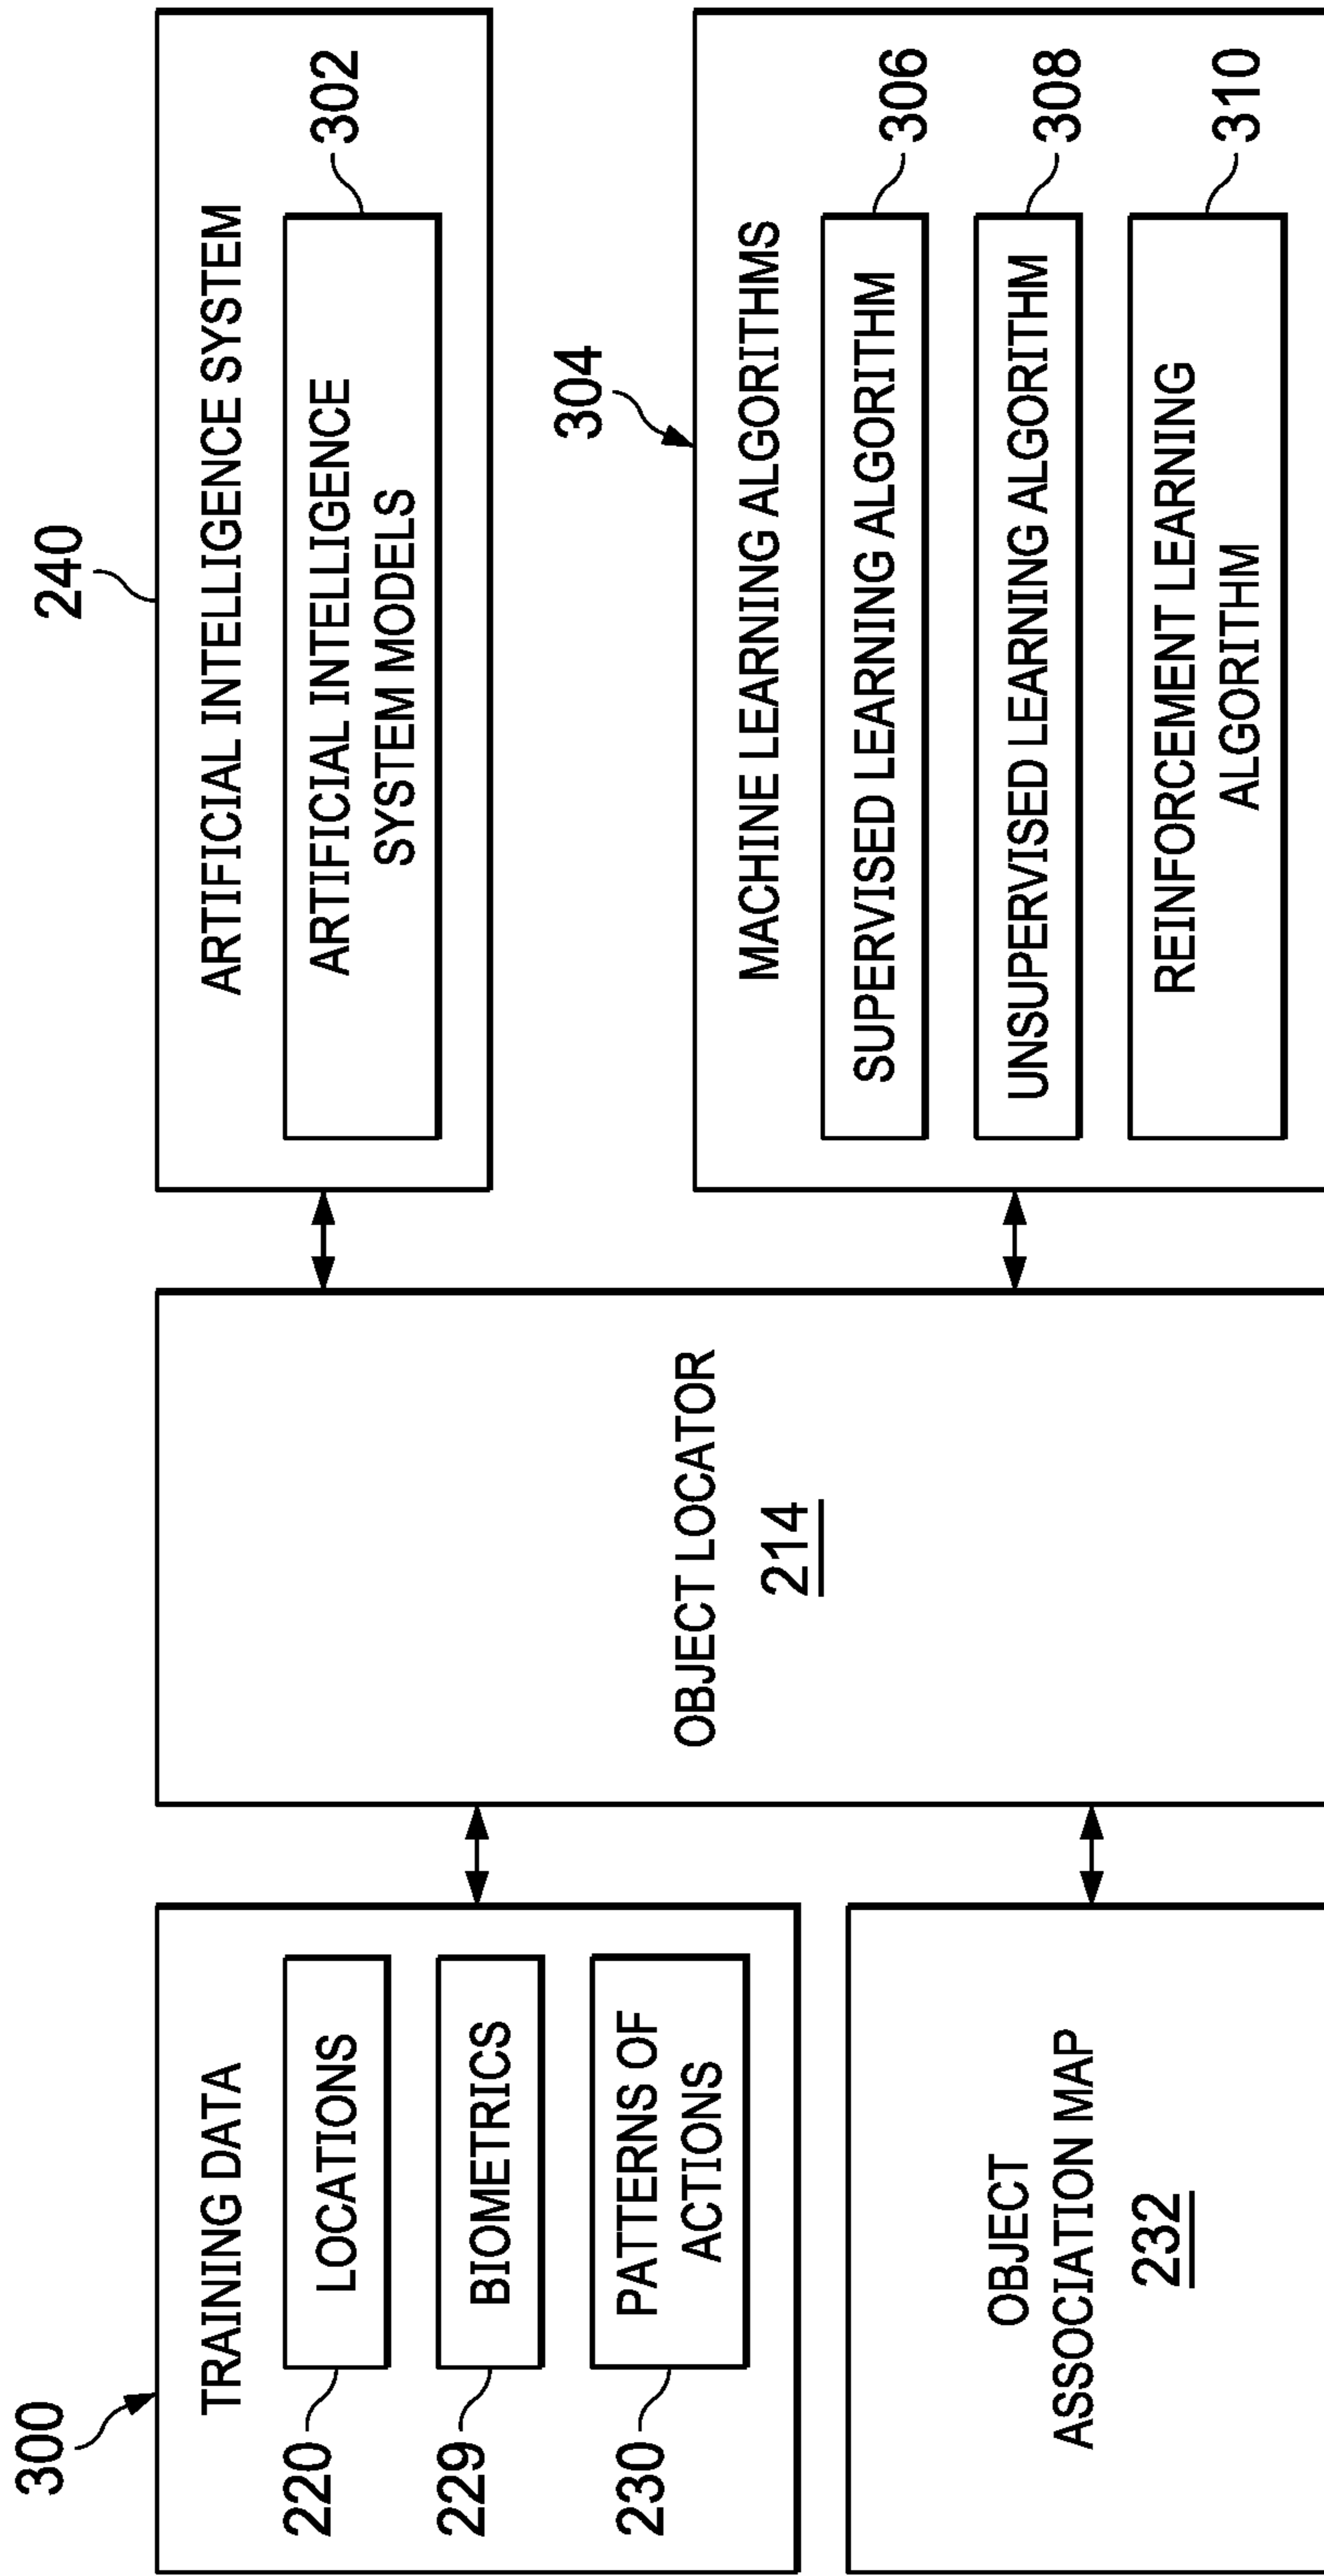 300
TRAINING DATA
220
LOCATIONS
229
BIOMETRICS
230
PATTERNS OF
ACTIONS
OBJECT
ASSOCIATION MAP
232
OBJECT LOCATOR
214
240
ARTIFICIAL INTELLIGENCE SYSTEM
302
ARTIFICIAL INTELLIGENCE
SYSTEM MODELS
304
MACHINE LEARNING ALGORITHMS
SUPERVISED LEARNING ALGORITHM
306
UNSUPERVISED LEARNING ALGORITHM
308
REINFORCEMENT LEARNING
ALGORITHM
310